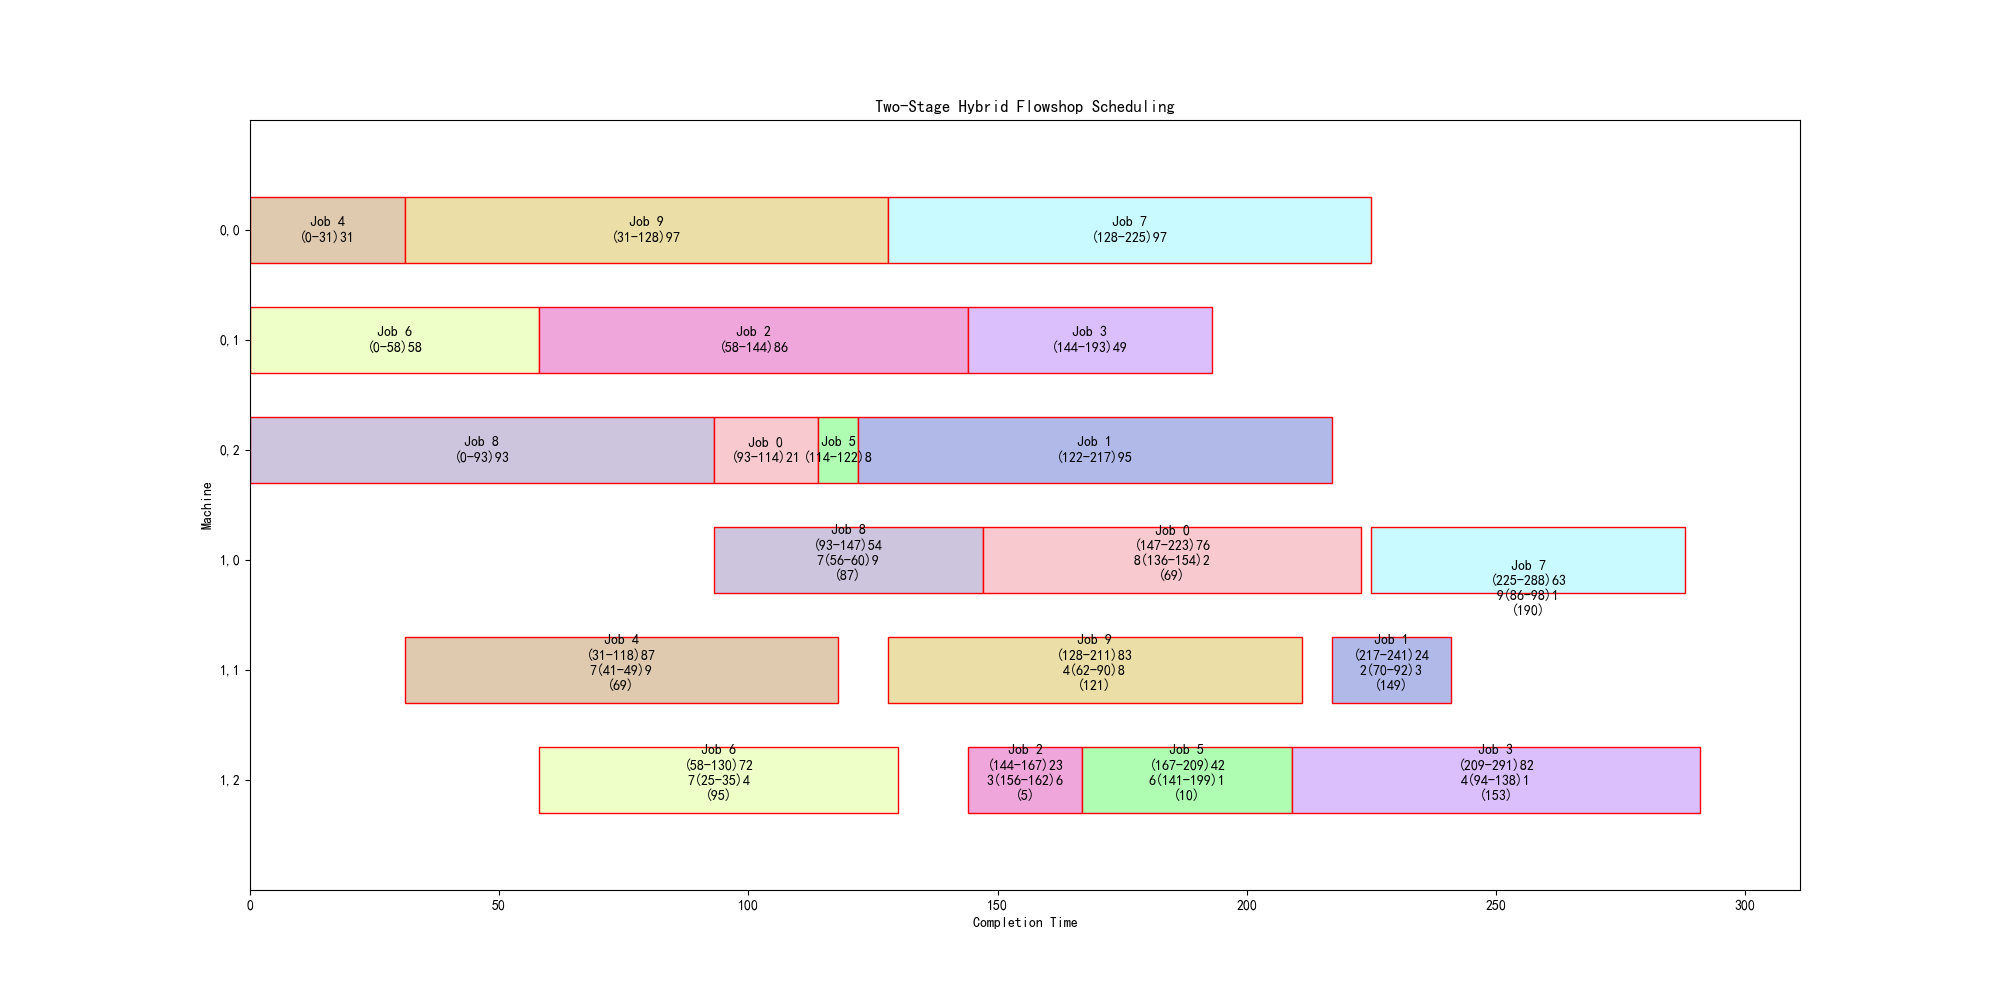 Two-Stage Hybrid Flowshop Scheduling
0,0
Job 4
(0-31)31
Job 9
(31-128)97
Job 7
(128-225)97
0,1
Job 6
(0-58)58
Job 2
(58-144)86
Job 3
(144-193)49
0,2
Job 8
(0-93)93
Job 0
(93-114)21
Job 5
(114-122)8
Job 1
(122-217)95
Machine
1,0
Job 8
(93-147)54
7(56-60)9
(87)
Job 0
(147-223)76
8(136-154)2
(69)
Job 7
(225-288)63
9(86-98)1
(190)
1,1
Job 4
(31-118)87
7(41-49)9
(69)
Job 9
(128-211)83
4(62-90)8
(121)
Job 1
(217-241)24
2(70-92)3
(149)
1,2
Job 6
(58-130)72
7(25-35)4
(95)
Job 2
(144-167)23
3(156-162)6
(5)
Job 5
(167-209)42
6(141-199)1
(10)
Job 3
(209-291)82
4(94-138)1
(153)
0 50 100 150 200 250 300
Completion Time